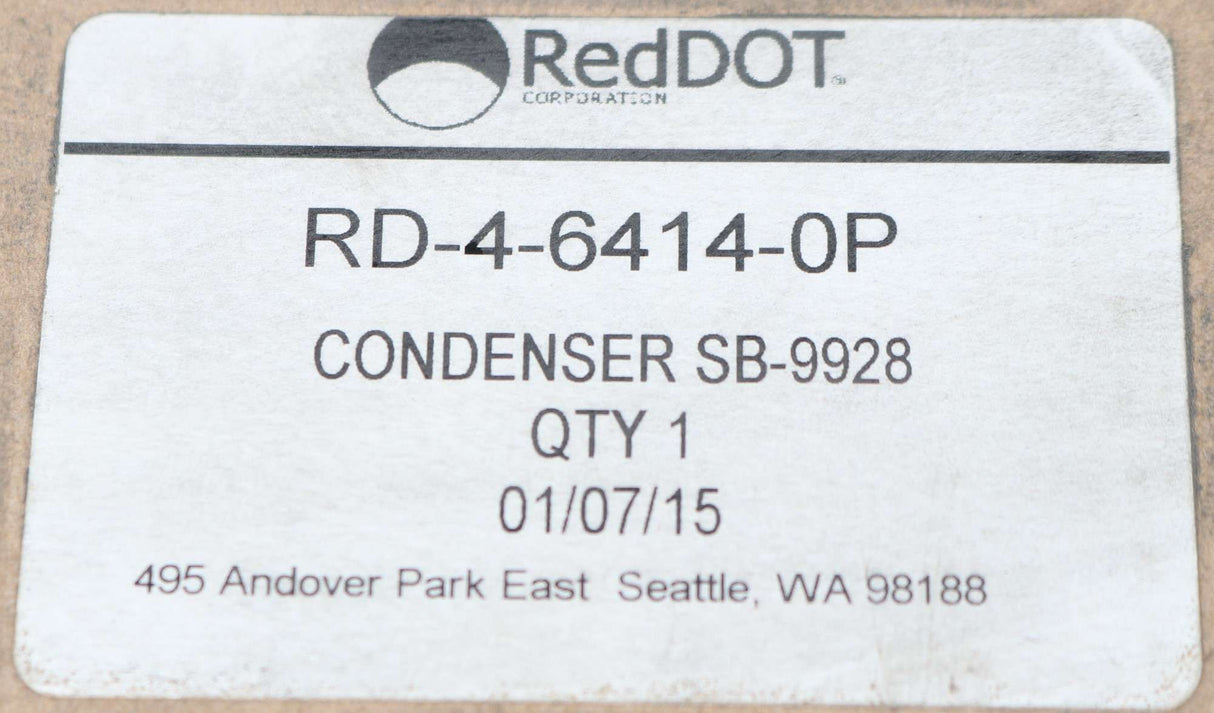 RedDOT
CORPORATION
RD-4-6414-0P
CONDENSER SB-9928
QTY 1
01/07/15
495 Andover Park East Seattle, WA 98188